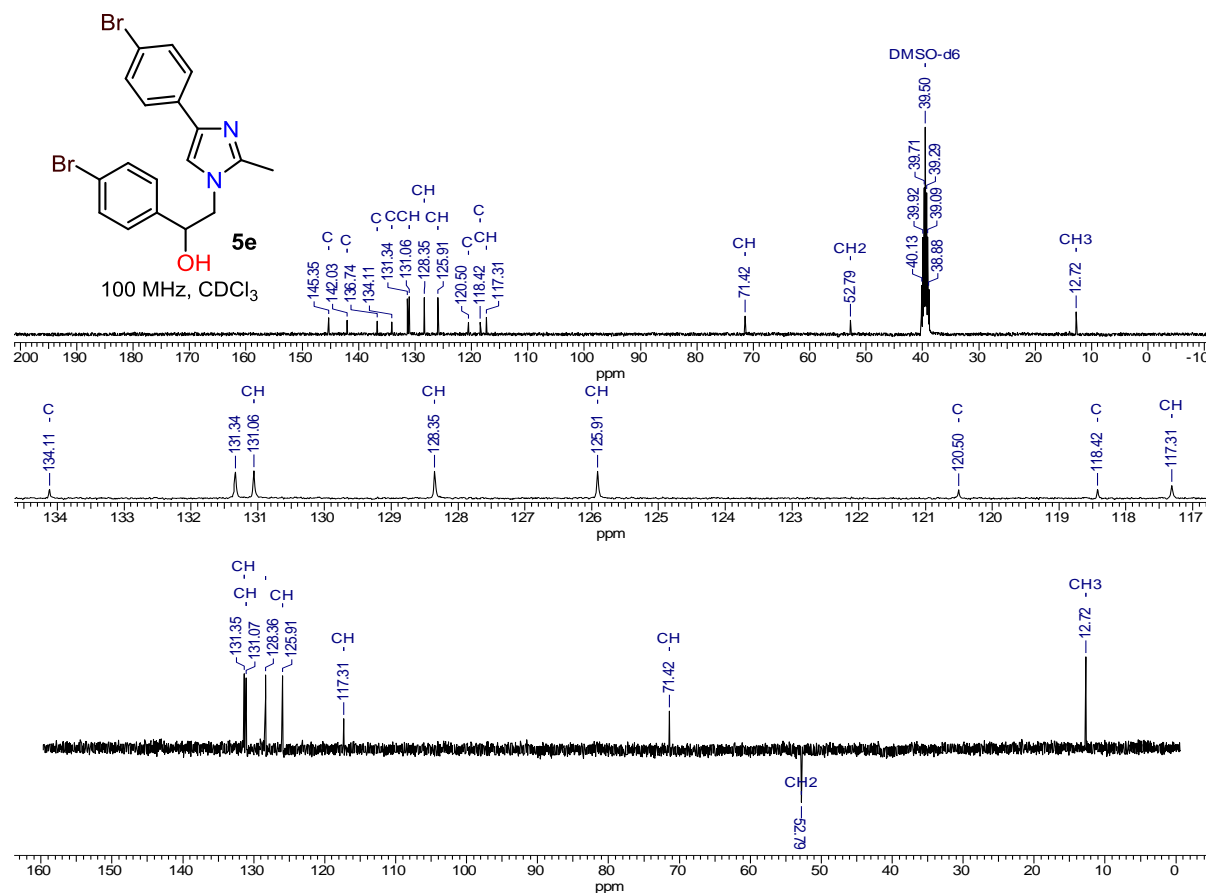 Br
N
Br
N
5e
OH
100 MHz, CDCl3
DMSO-d6
39.50
39.71
39.29
39.92
39.09
40.13
38.88
C C C CCH CH CH C C CH CH CH2 CH3
145.35 142.03 136.74 134.11 131.34 131.06 128.35 125.91 120.50 118.42 117.31 71.42 52.79 12.72
200 190 180 170 160 150 140 130 120 110 100 90 80 70 60 50 40 30 20 10 0 -10
ppm
C CH CH CH C C CH
134.11 131.34 131.06 128.35 125.91 120.50 118.42 117.31
134 133 132 131 130 129 128 127 126 125 124 123 122 121 120 119 118 117
ppm
CH CH CH CH CH CH3
131.35 131.07 128.36 125.91 117.31 71.42 12.72
CH2
52.79
160 150 140 130 120 110 100 90 80 70 60 50 40 30 20 10 0
ppm